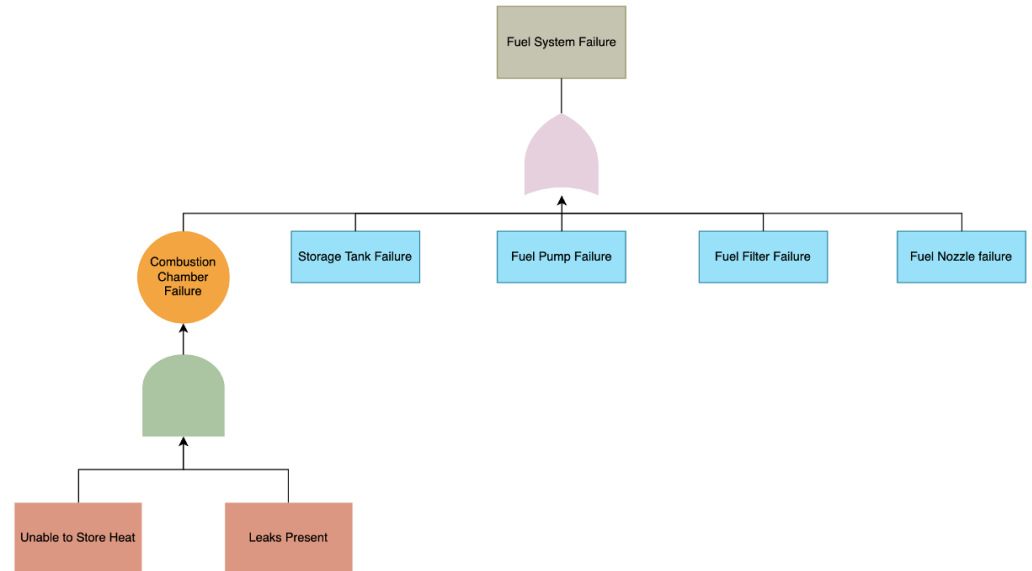 Fuel System Failure
Combustion
Chamber
Failure
Storage Tank Failure
Fuel Pump Failure
Fuel Filter Failure
Fuel Nozzle failure
Unable to Store Heat
Leaks Present